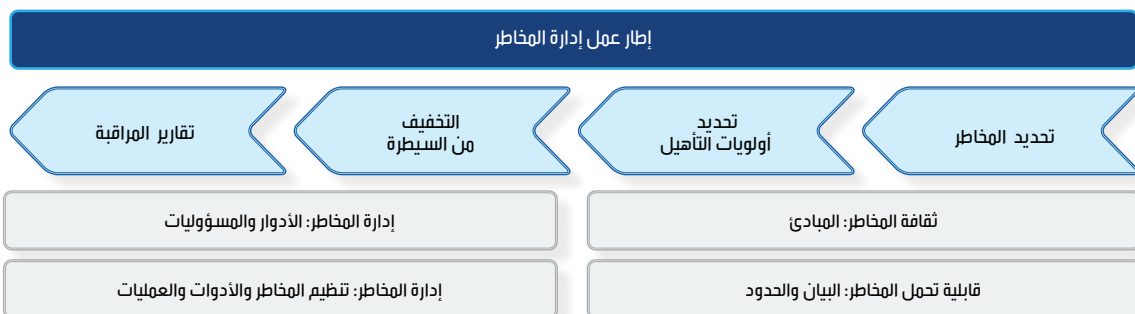 إطار عمل إدارة المخاطر
تحديد المخاطر
تحديد
أولويات التأهيل
التخفيف
من السيطرة
تقارير المراقبة
ثقافة المخاطر: المبادئ
إدارة المخاطر: الأدوار والمسؤوليات
قابلية تحمل المخاطر: البيان والحدود
إدارة المخاطر: تنظيم المخاطر والأدوات والعمليات